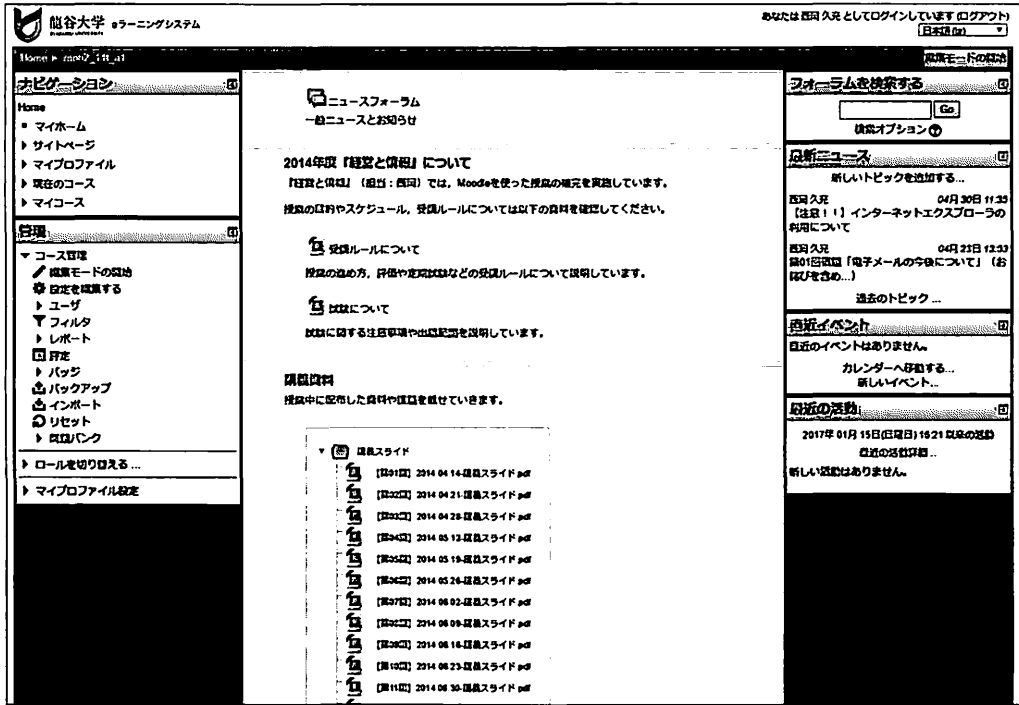 龍谷大学 eラーニングシステム
あなたは 西岡 久充 としてログインしています (ログアウト)
日本語 (ja)
Home
編集モードの開始
ナビゲーション
Home
マイホーム
サイトページ
マイプロファイル
現在のコース
マイコース
管理
コース管理
編集モードの開始
設定を編集する
ユーザ
フィルタ
レポート
評定
バッジ
バックアップ
インポート
リセット
問題バンク
ロールを切り替える ...
マイプロファイル設定
ニュースフォーラム
一般ニュースとお知らせ
2014年度『経営と情報』について
『経営と情報』（担当：西岡）では，Moodleを使った授業の補完を実施しています。
授業の目的やスケジュール，受講ルールについては以下の資料を確認してください。
受講ルールについて
授業の進め方，評価や定期試験などの受講ルールについて説明しています。
試験について
試験に関する注意事項や出題範囲を説明しています。
講義資料
授業中に配布した資料や課題を載せていきます。
講義スライド
[第01回] 2014 04 14-講義スライド pdf
[第02回] 2014 04 21-講義スライド pdf
[第03回] 2014 04 28-講義スライド pdf
[第04回] 2014 05 12-講義スライド pdf
[第05回] 2014 05 19-講義スライド pdf
[第06回] 2014 05 26-講義スライド pdf
[第07回] 2014 06 02-講義スライド pdf
[第08回] 2014 06 09-講義スライド pdf
[第09回] 2014 06 16-講義スライド pdf
[第10回] 2014 06 23-講義スライド pdf
[第11回] 2014 06 30-講義スライド pdf
フォーラムを検索する
Go
検索オプション
最新ニュース
新しいトピックを追加する...
西岡 久充 04月 30日 11:33
【注意！！】インターネットエクスプローラの
利用について
西岡 久充 04月 23日 13:33
第01回課題「電子メールの今後について」（お
詫びを含め...）
過去のトピック ...
直近イベント
直近のイベントはありません。
カレンダーへ移動する...
新しいイベント...
最近の活動
2017年 01月 15日(日曜日) 15:21 以来の活動
最近の活動詳細 ...
新しい活動はありません。